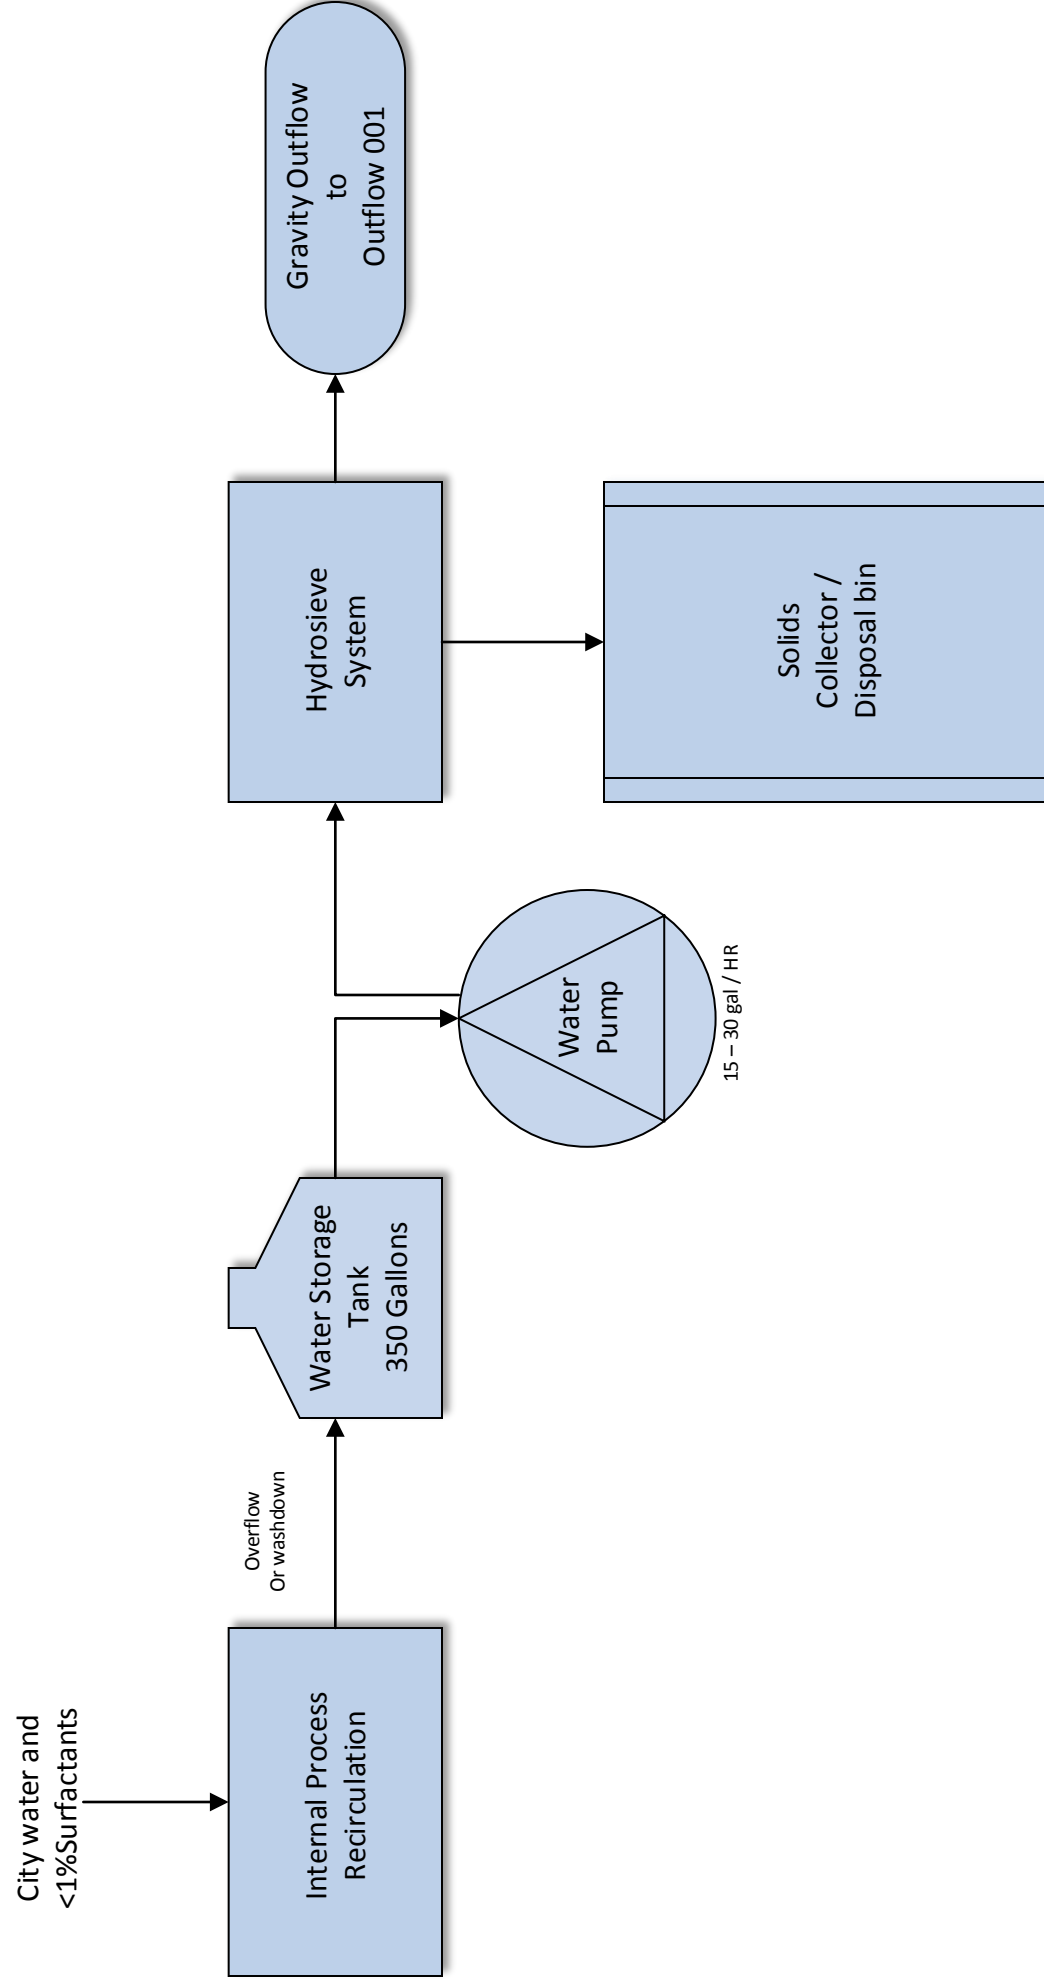 City water and
<1%Surfactants
Internal Process
Recirculation
Overflow
Or washdown
Water Storage
Tank
350 Gallons
Water
Pump
15 – 30 gal / HR
Hydrosieve
System
Solids
Collector /
Disposal bin
Gravity Outflow
to
Outflow 001